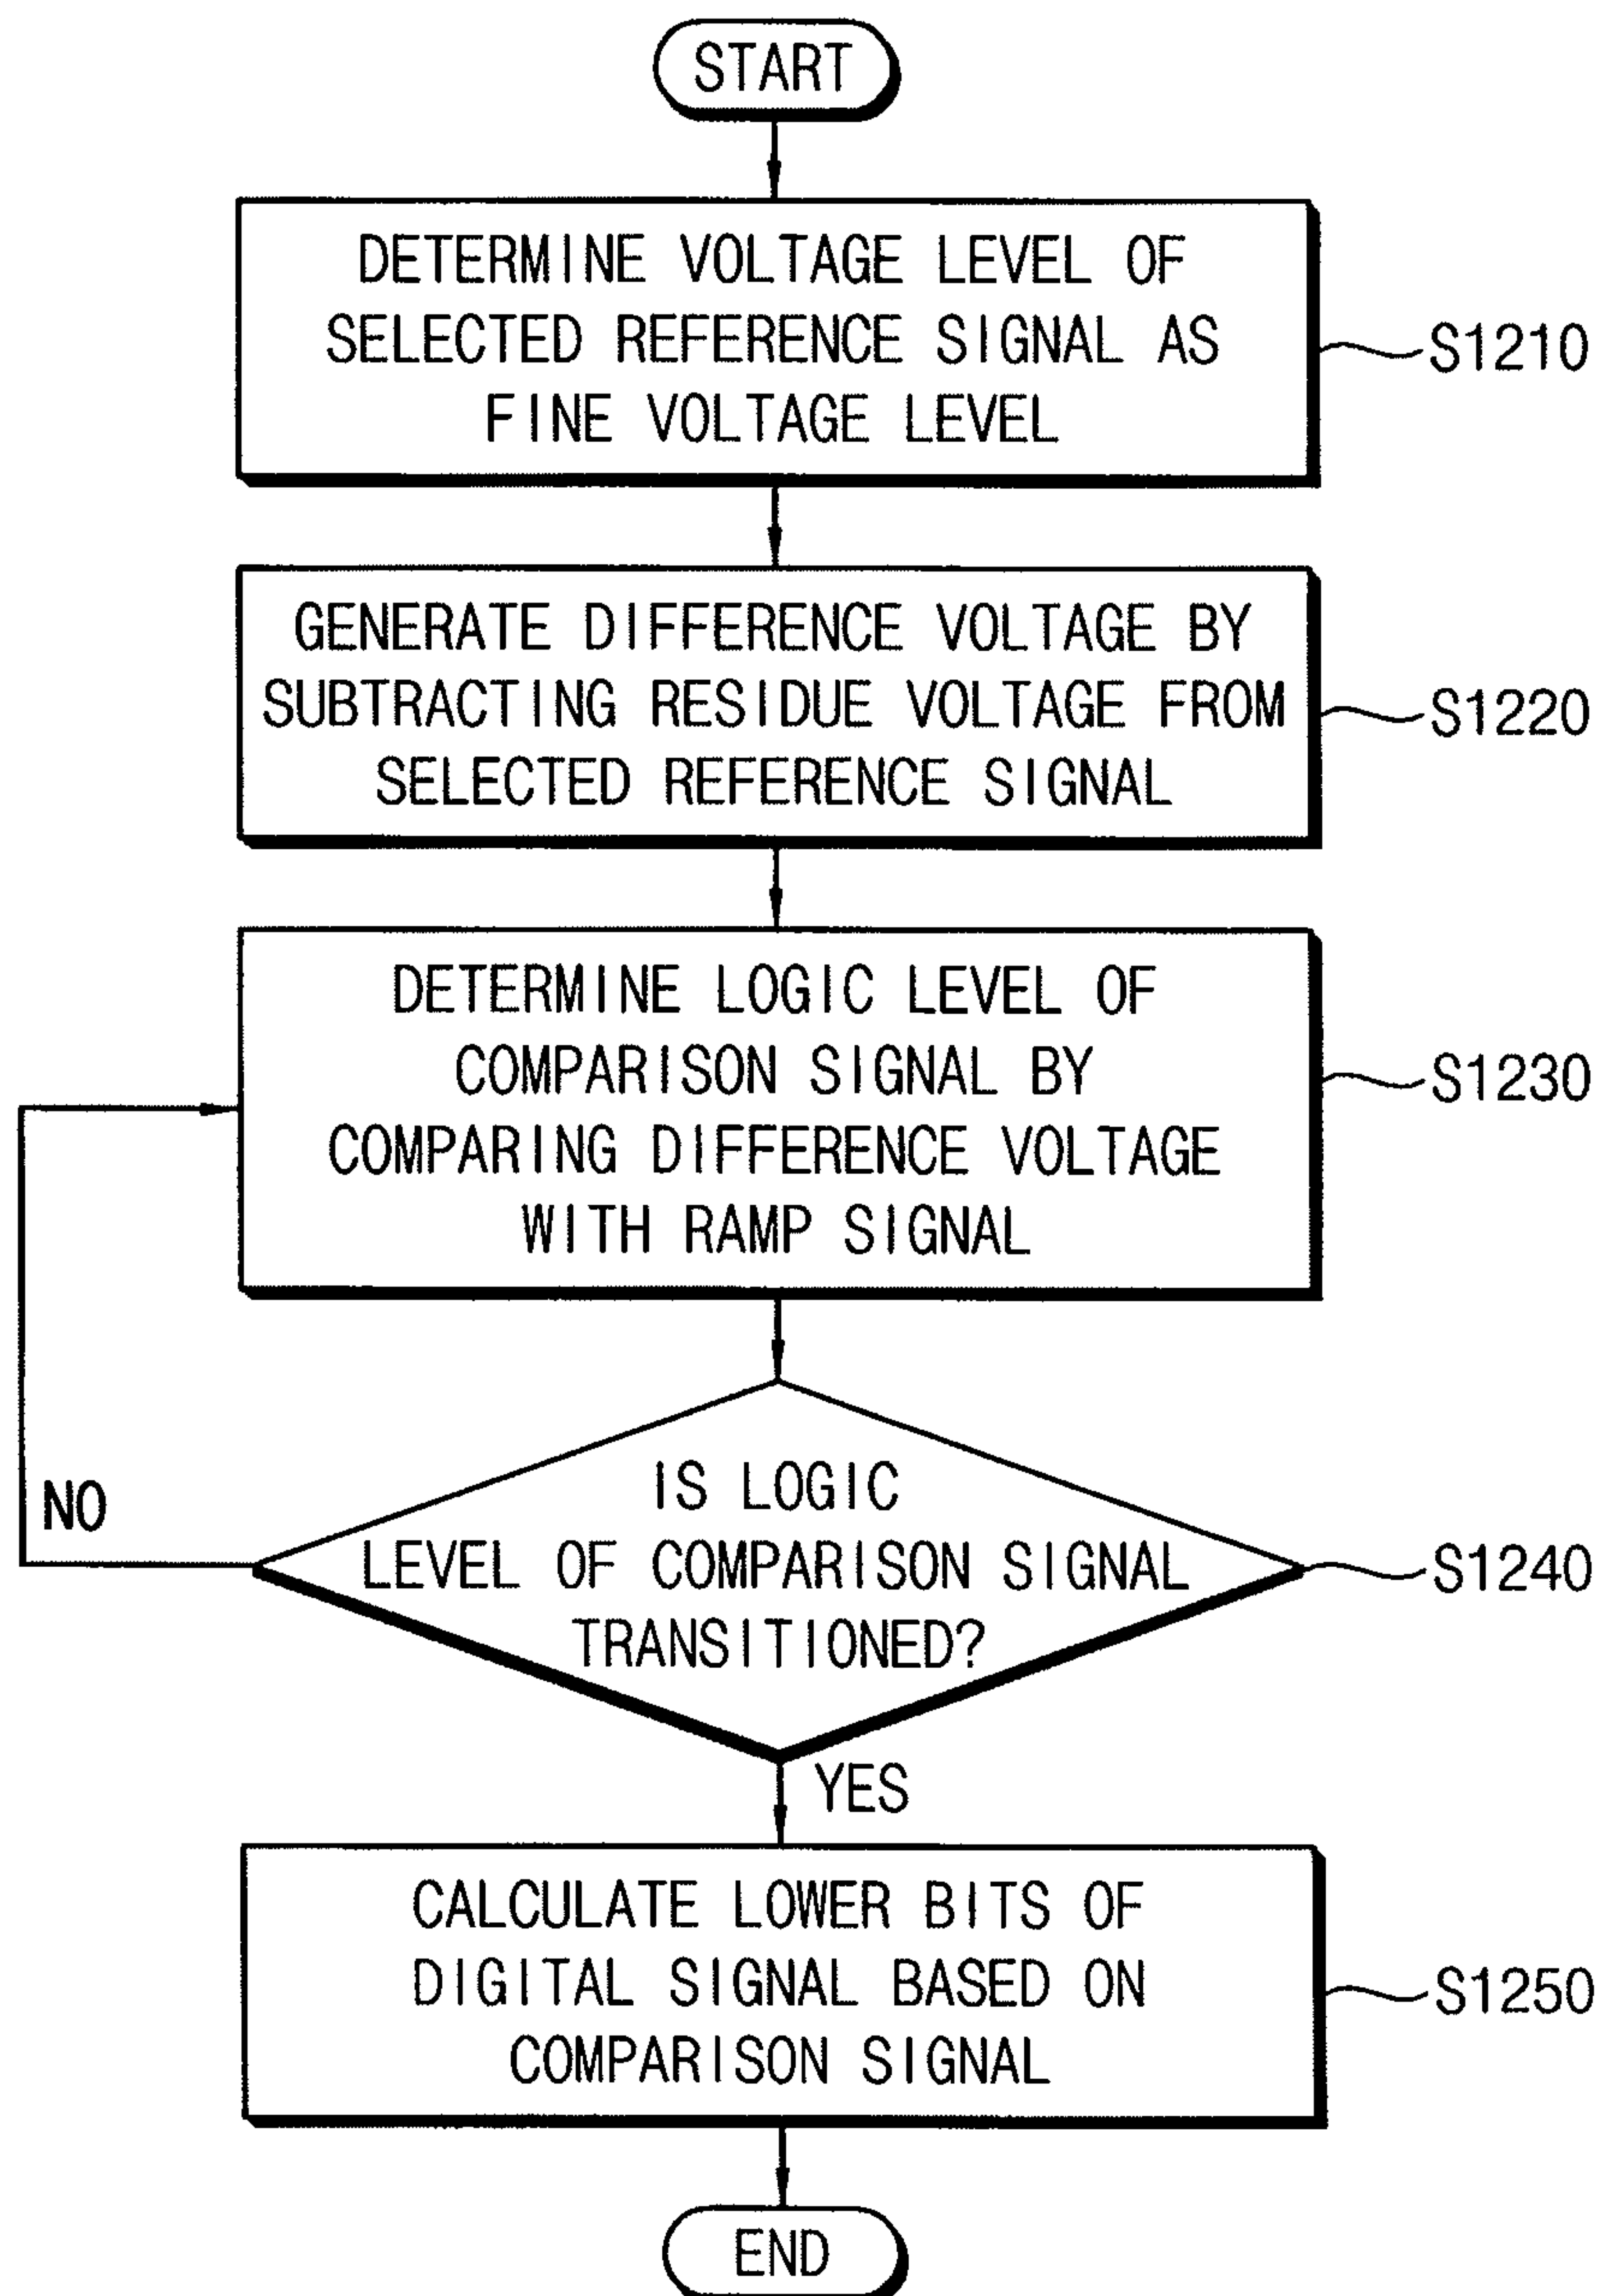 START
DETERMINE VOLTAGE LEVEL OF
SELECTED REFERENCE SIGNAL AS
FINE VOLTAGE LEVEL
S1210
GENERATE DIFFERENCE VOLTAGE BY
SUBTRACTING RESIDUE VOLTAGE FROM
SELECTED REFERENCE SIGNAL
S1220
DETERMINE LOGIC LEVEL OF
COMPARISON SIGNAL BY
COMPARING DIFFERENCE VOLTAGE
WITH RAMP SIGNAL
S1230
IS LOGIC
LEVEL OF COMPARISON SIGNAL
TRANSITIONED?
S1240
NO
YES
CALCULATE LOWER BITS OF
DIGITAL SIGNAL BASED ON
COMPARISON SIGNAL
S1250
END